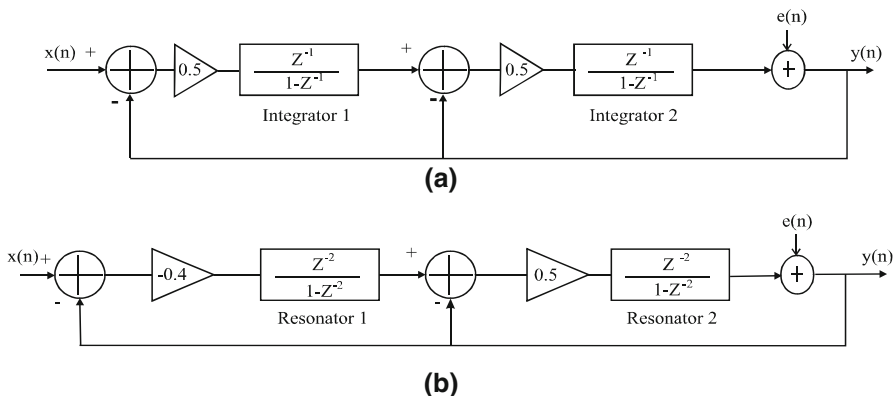 e(n)
x(n) + + y(n)
0.5 Z⁻¹ 0.5 Z⁻¹ +
1-Z⁻¹ 1-Z⁻¹
- -
Integrator 1 Integrator 2
(a)
e(n)
x(n) + + y(n)
-0.4 Z⁻² 0.5 Z⁻² +
1-Z⁻² 1-Z⁻²
- -
Resonator 1 Resonator 2
(b)